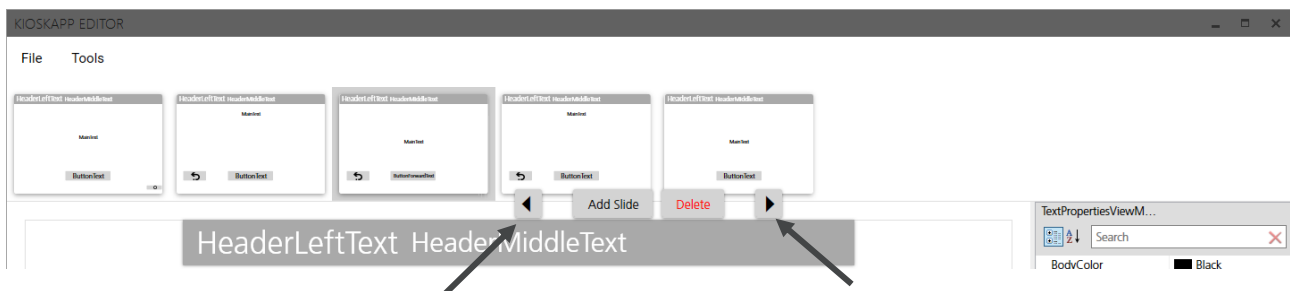 KIOSKAPP EDITOR
File Tools
HeaderLeftText HeaderMiddleText
MainText
ButtonText
HeaderLeftText HeaderMiddleText
MainText
ButtonText
HeaderLeftText HeaderMiddleText
MainText
ButtonForwardText
HeaderLeftText HeaderMiddleText
MainText
ButtonText
HeaderLeftText HeaderMiddleText
MainText
ButtonText
Add Slide Delete
HeaderLeftText HeaderMiddleText
TextPropertiesViewM...
A
Z
Search
BodyColor Black